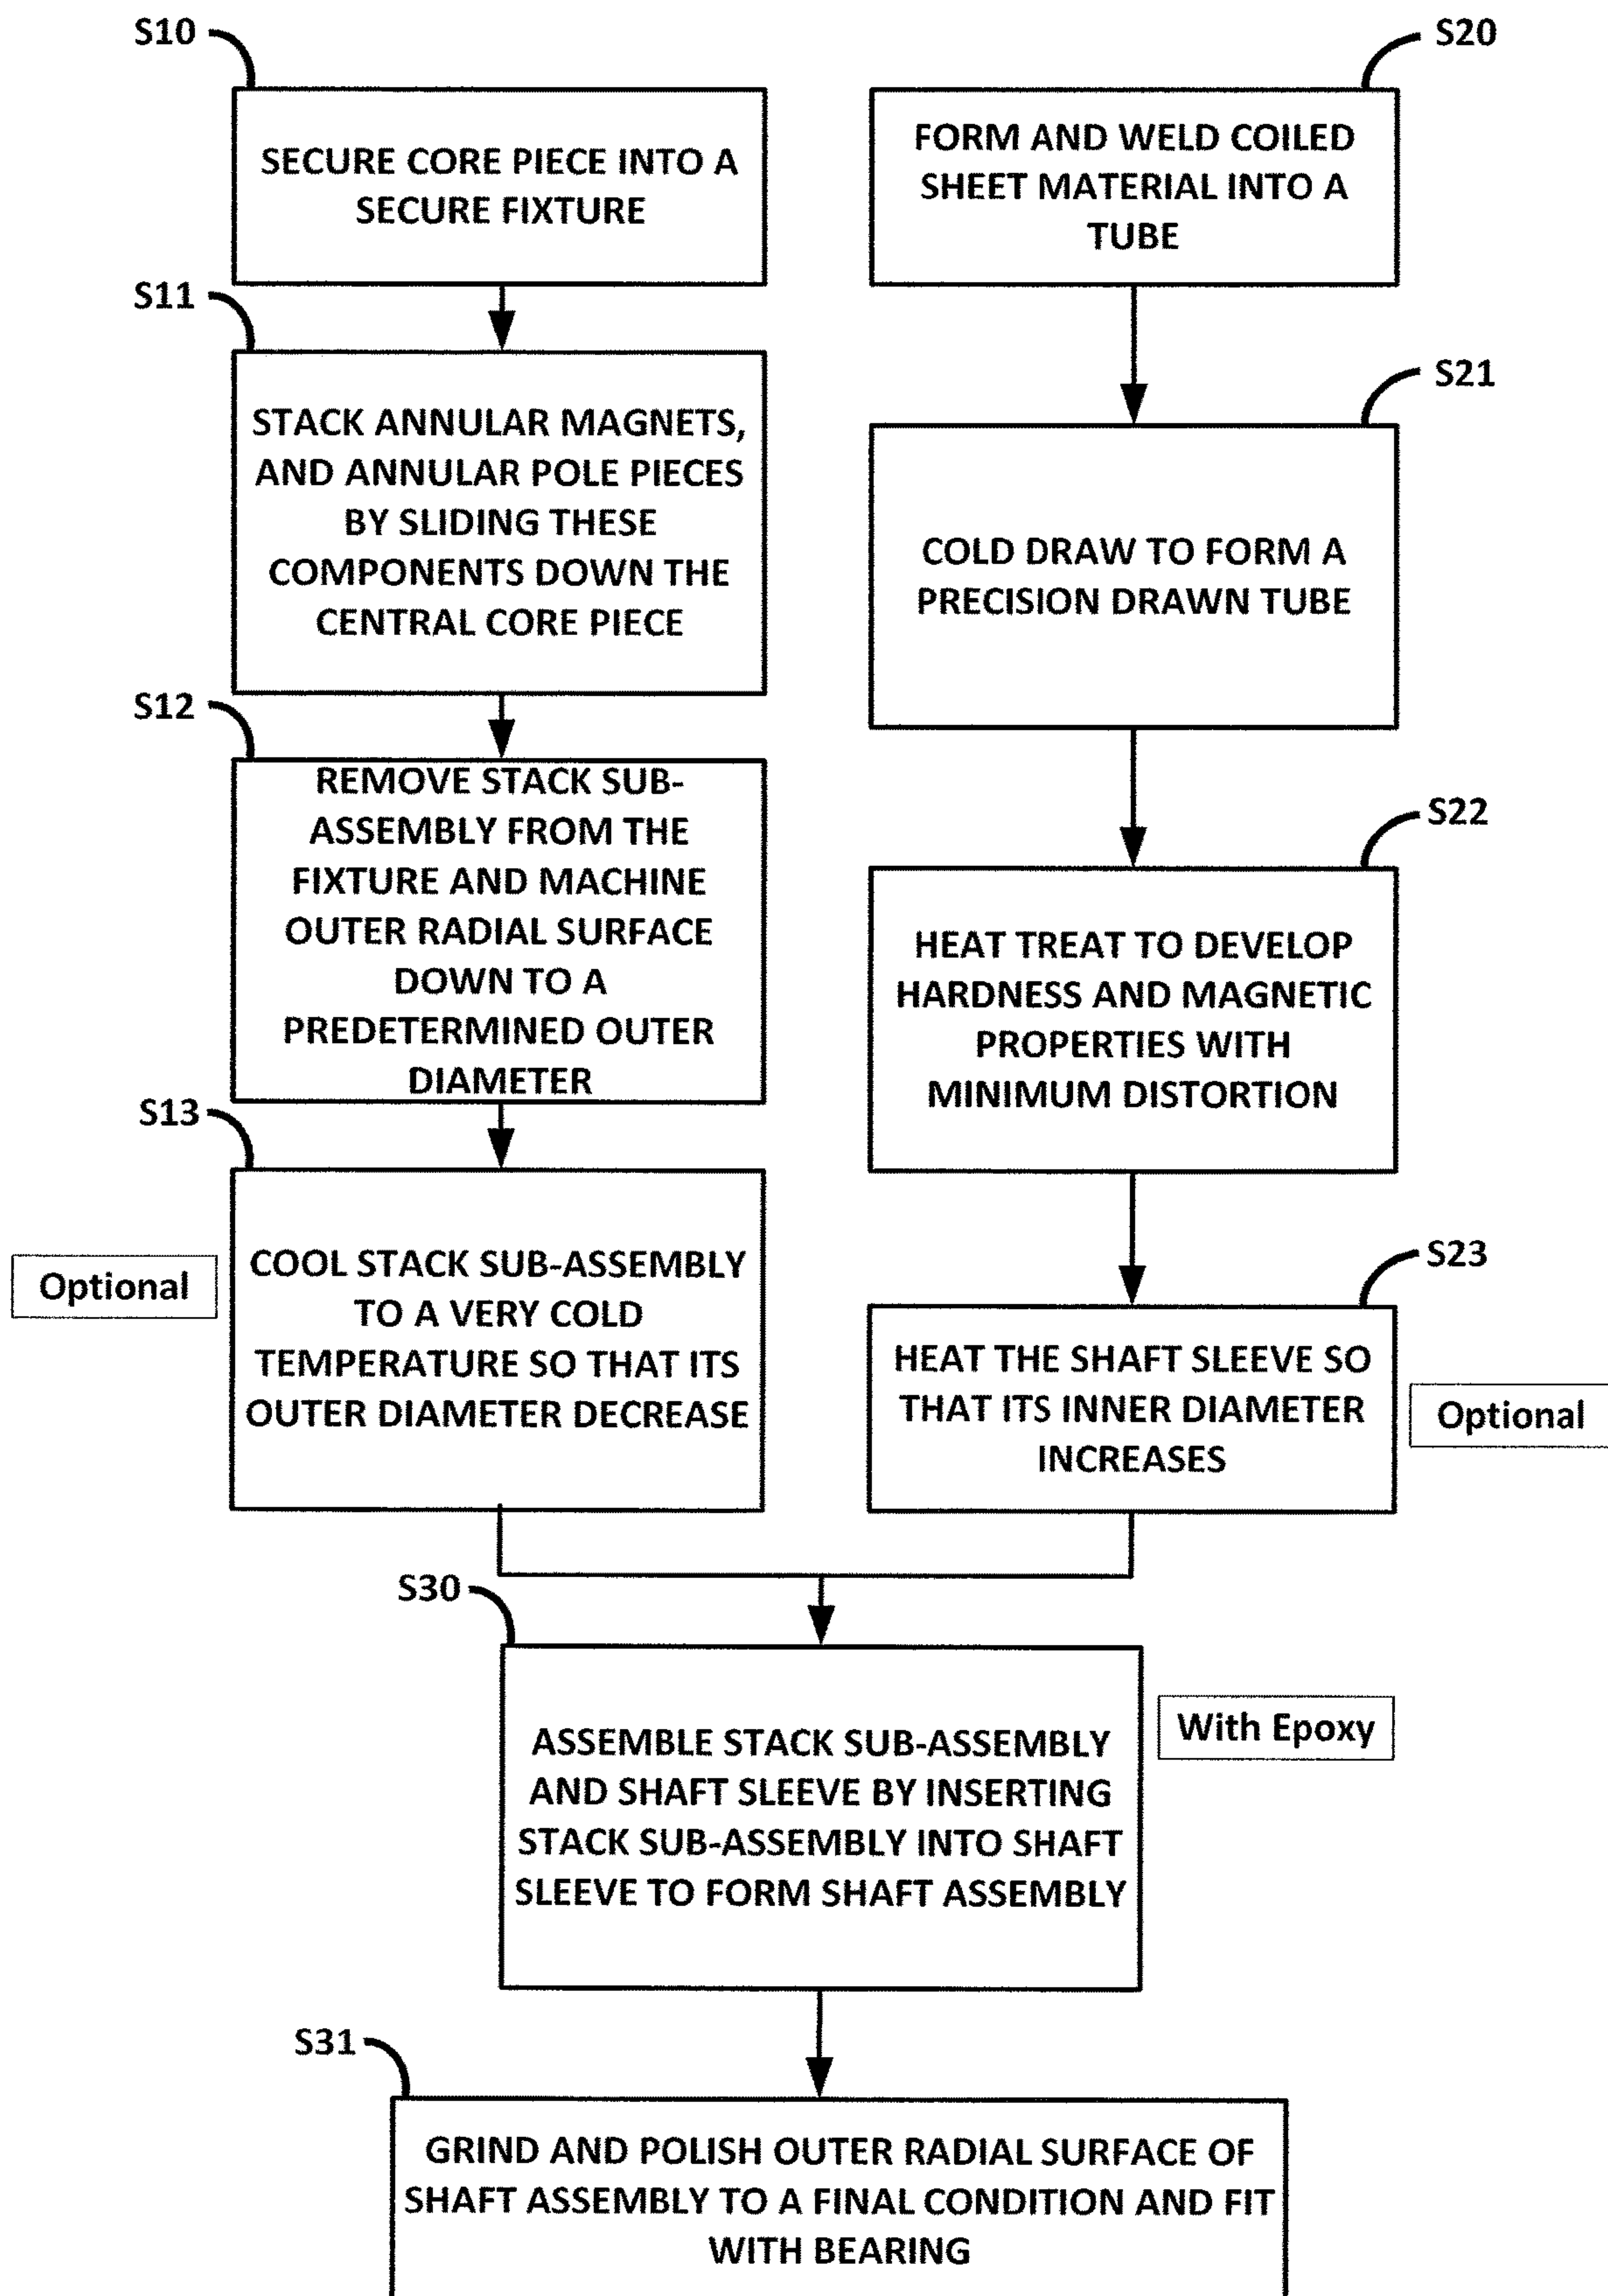 S10
SECURE CORE PIECE INTO A
SECURE FIXTURE
S11
STACK ANNULAR MAGNETS,
AND ANNULAR POLE PIECES
BY SLIDING THESE
COMPONENTS DOWN THE
CENTRAL CORE PIECE
S12
REMOVE STACK SUB-
ASSEMBLY FROM THE
FIXTURE AND MACHINE
OUTER RADIAL SURFACE
DOWN TO A
PREDETERMINED OUTER
DIAMETER
S13
Optional
COOL STACK SUB-ASSEMBLY
TO A VERY COLD
TEMPERATURE SO THAT ITS
OUTER DIAMETER DECREASE
S20
FORM AND WELD COILED
SHEET MATERIAL INTO A
TUBE
S21
COLD DRAW TO FORM A
PRECISION DRAWN TUBE
S22
HEAT TREAT TO DEVELOP
HARDNESS AND MAGNETIC
PROPERTIES WITH
MINIMUM DISTORTION
S23
HEAT THE SHAFT SLEEVE SO
THAT ITS INNER DIAMETER
INCREASES
Optional
S30
ASSEMBLE STACK SUB-ASSEMBLY
AND SHAFT SLEEVE BY INSERTING
STACK SUB-ASSEMBLY INTO SHAFT
SLEEVE TO FORM SHAFT ASSEMBLY
With Epoxy
S31
GRIND AND POLISH OUTER RADIAL SURFACE OF
SHAFT ASSEMBLY TO A FINAL CONDITION AND FIT
WITH BEARING